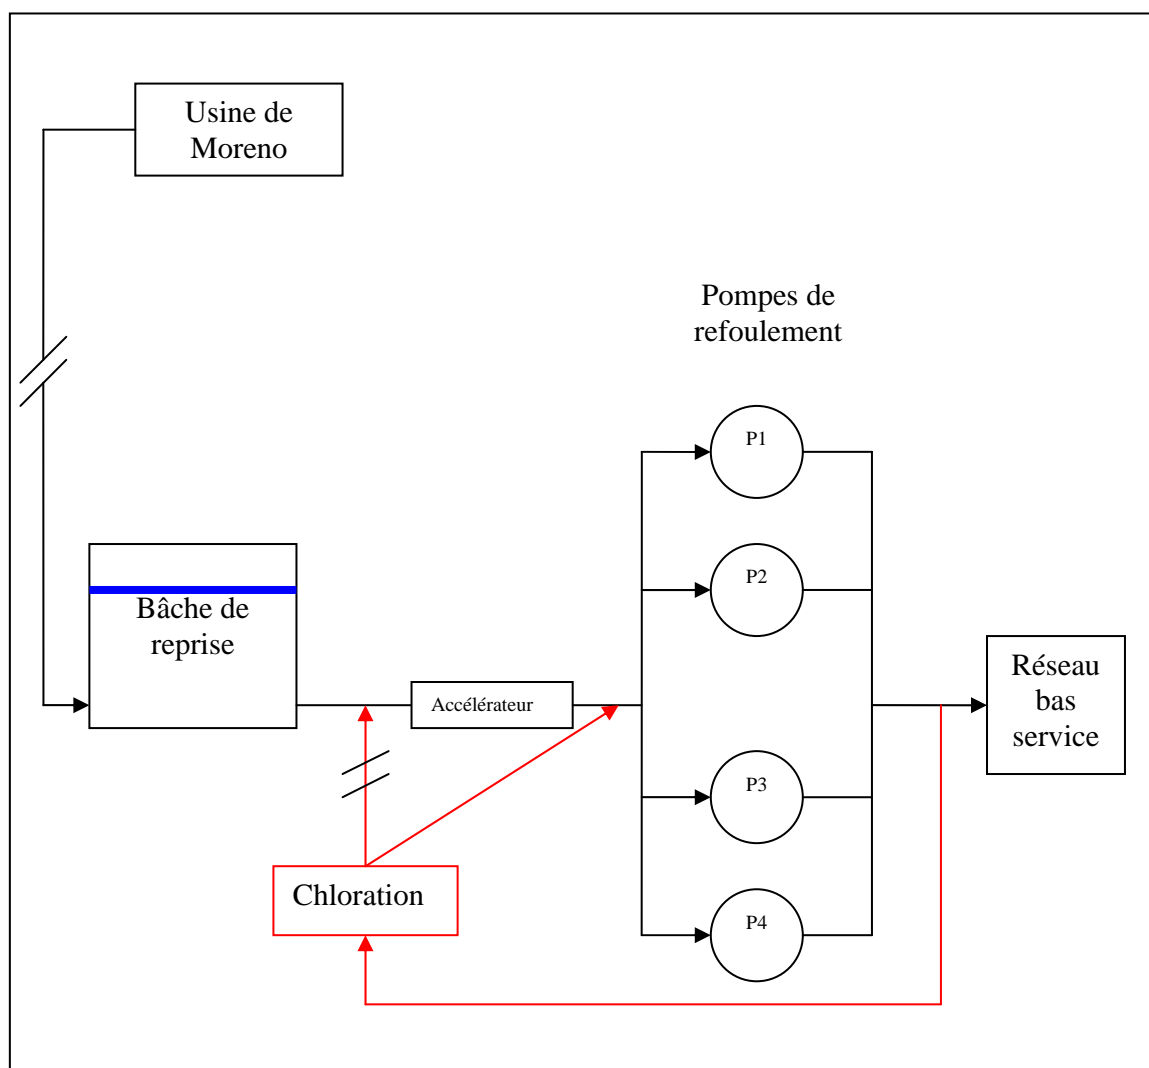 Usine de
Moreno
Pompes de
refoulement
P1
P2
Bâche de
reprise
Accélérateur
Réseau
bas
service
P3
Chloration
P4